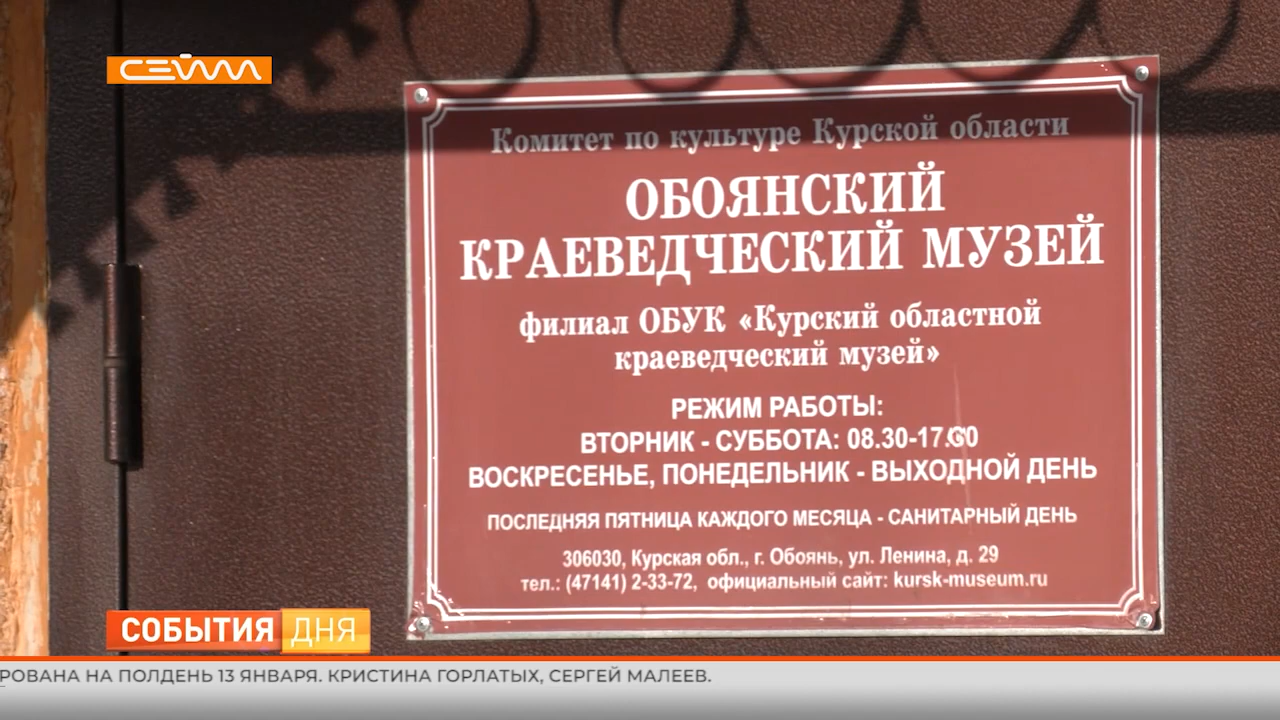 СЕЙМ
Комитет по культуре Курской области
ОБОЯНСКИЙ
КРАЕВЕДЧЕСКИЙ МУЗЕЙ
филиал ОБУК «Курский областной
краеведческий музей»
РЕЖИМ РАБОТЫ:
ВТОРНИК - СУББОТА: 08.30-17.00
ВОСКРЕСЕНЬЕ, ПОНЕДЕЛЬНИК - ВЫХОДНОЙ ДЕНЬ
ПОСЛЕДНЯЯ ПЯТНИЦА КАЖДОГО МЕСЯЦА - САНИТАРНЫЙ ДЕНЬ
306030, Курская обл., г. Обоянь, ул. Ленина, д. 29
тел.: (47141) 2-33-72, официальный сайт: kursk-museum.ru
СОБЫТИЯ ДНЯ
НА ПОЛДЕНЬ 13 ЯНВАРЯ. КРИСТИНА ГОРЛАТЫХ, СЕРГЕЙ МАЛЕЕВ.